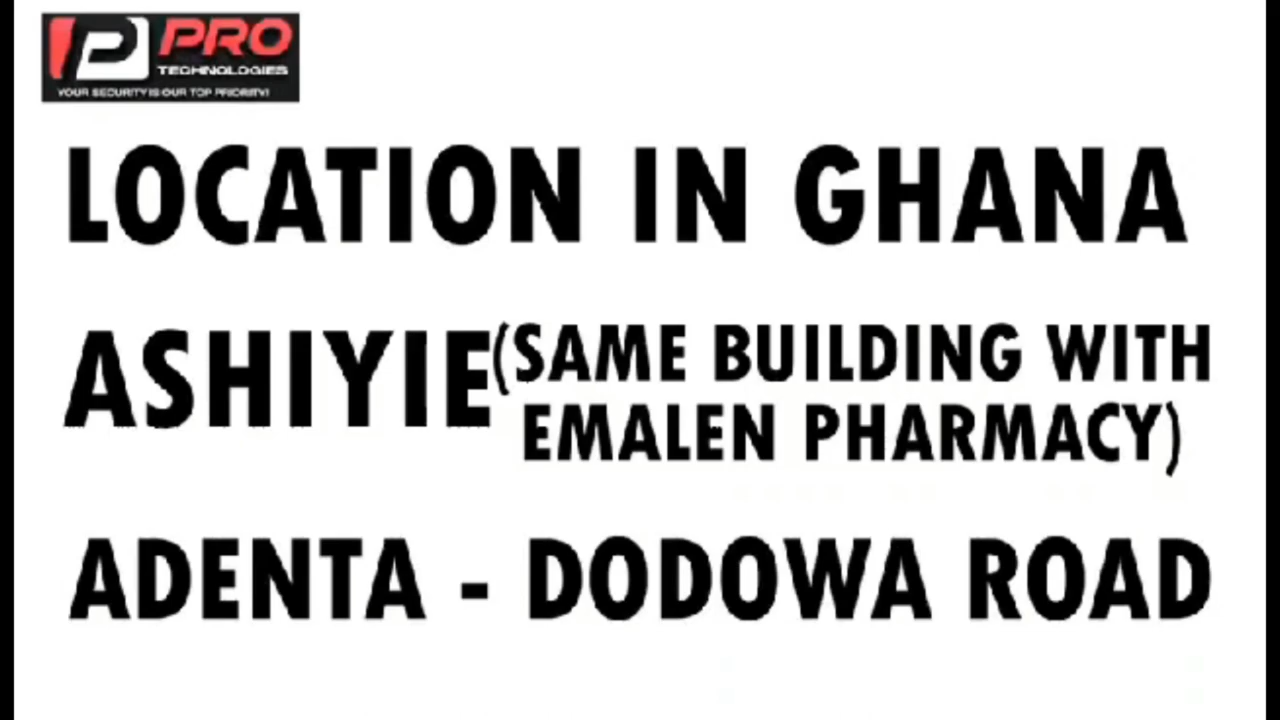 PRO
TECHNOLOGIES
YOUR SECURITY IS OUR TOP PRIORITY!
LOCATION IN GHANA
ASHIYIE (SAME BUILDING WITH
EMALEN PHARMACY)
ADENTA - DODOWA ROAD